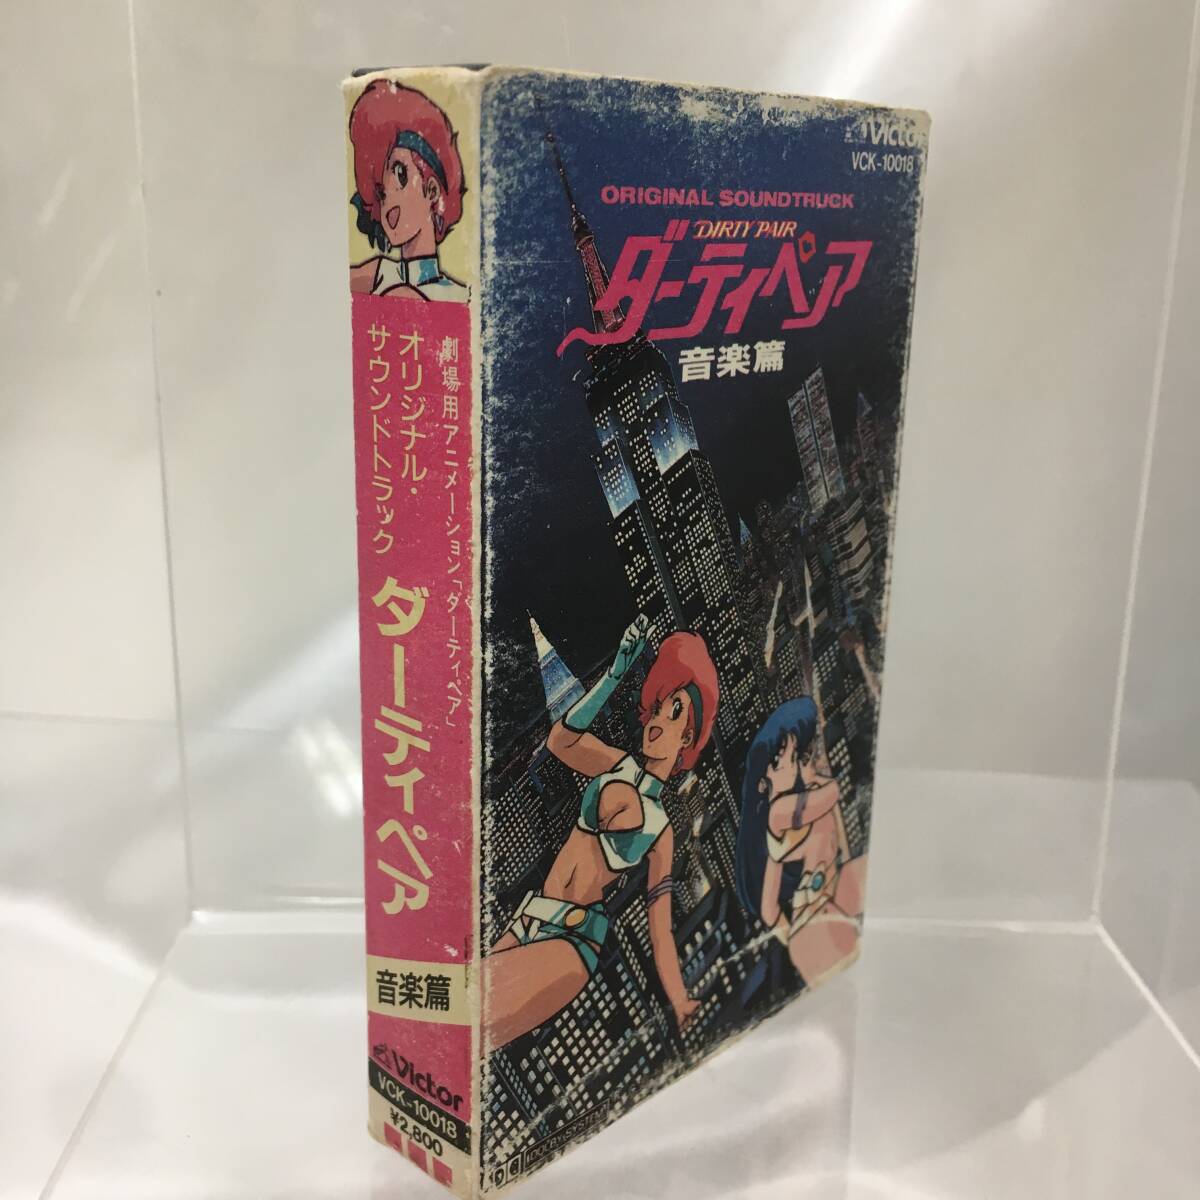 劇場用アニメーション「ダーティペア」
オリジナル・
サウンドトラック
ダーティペア
音楽篇
Victor
VCK-10018
¥2,800
Victor
VCK-10018
ORIGINAL SOUNDTRUCK
DIRTY PAIR
ダーティペア
音楽篇
SYSTEM